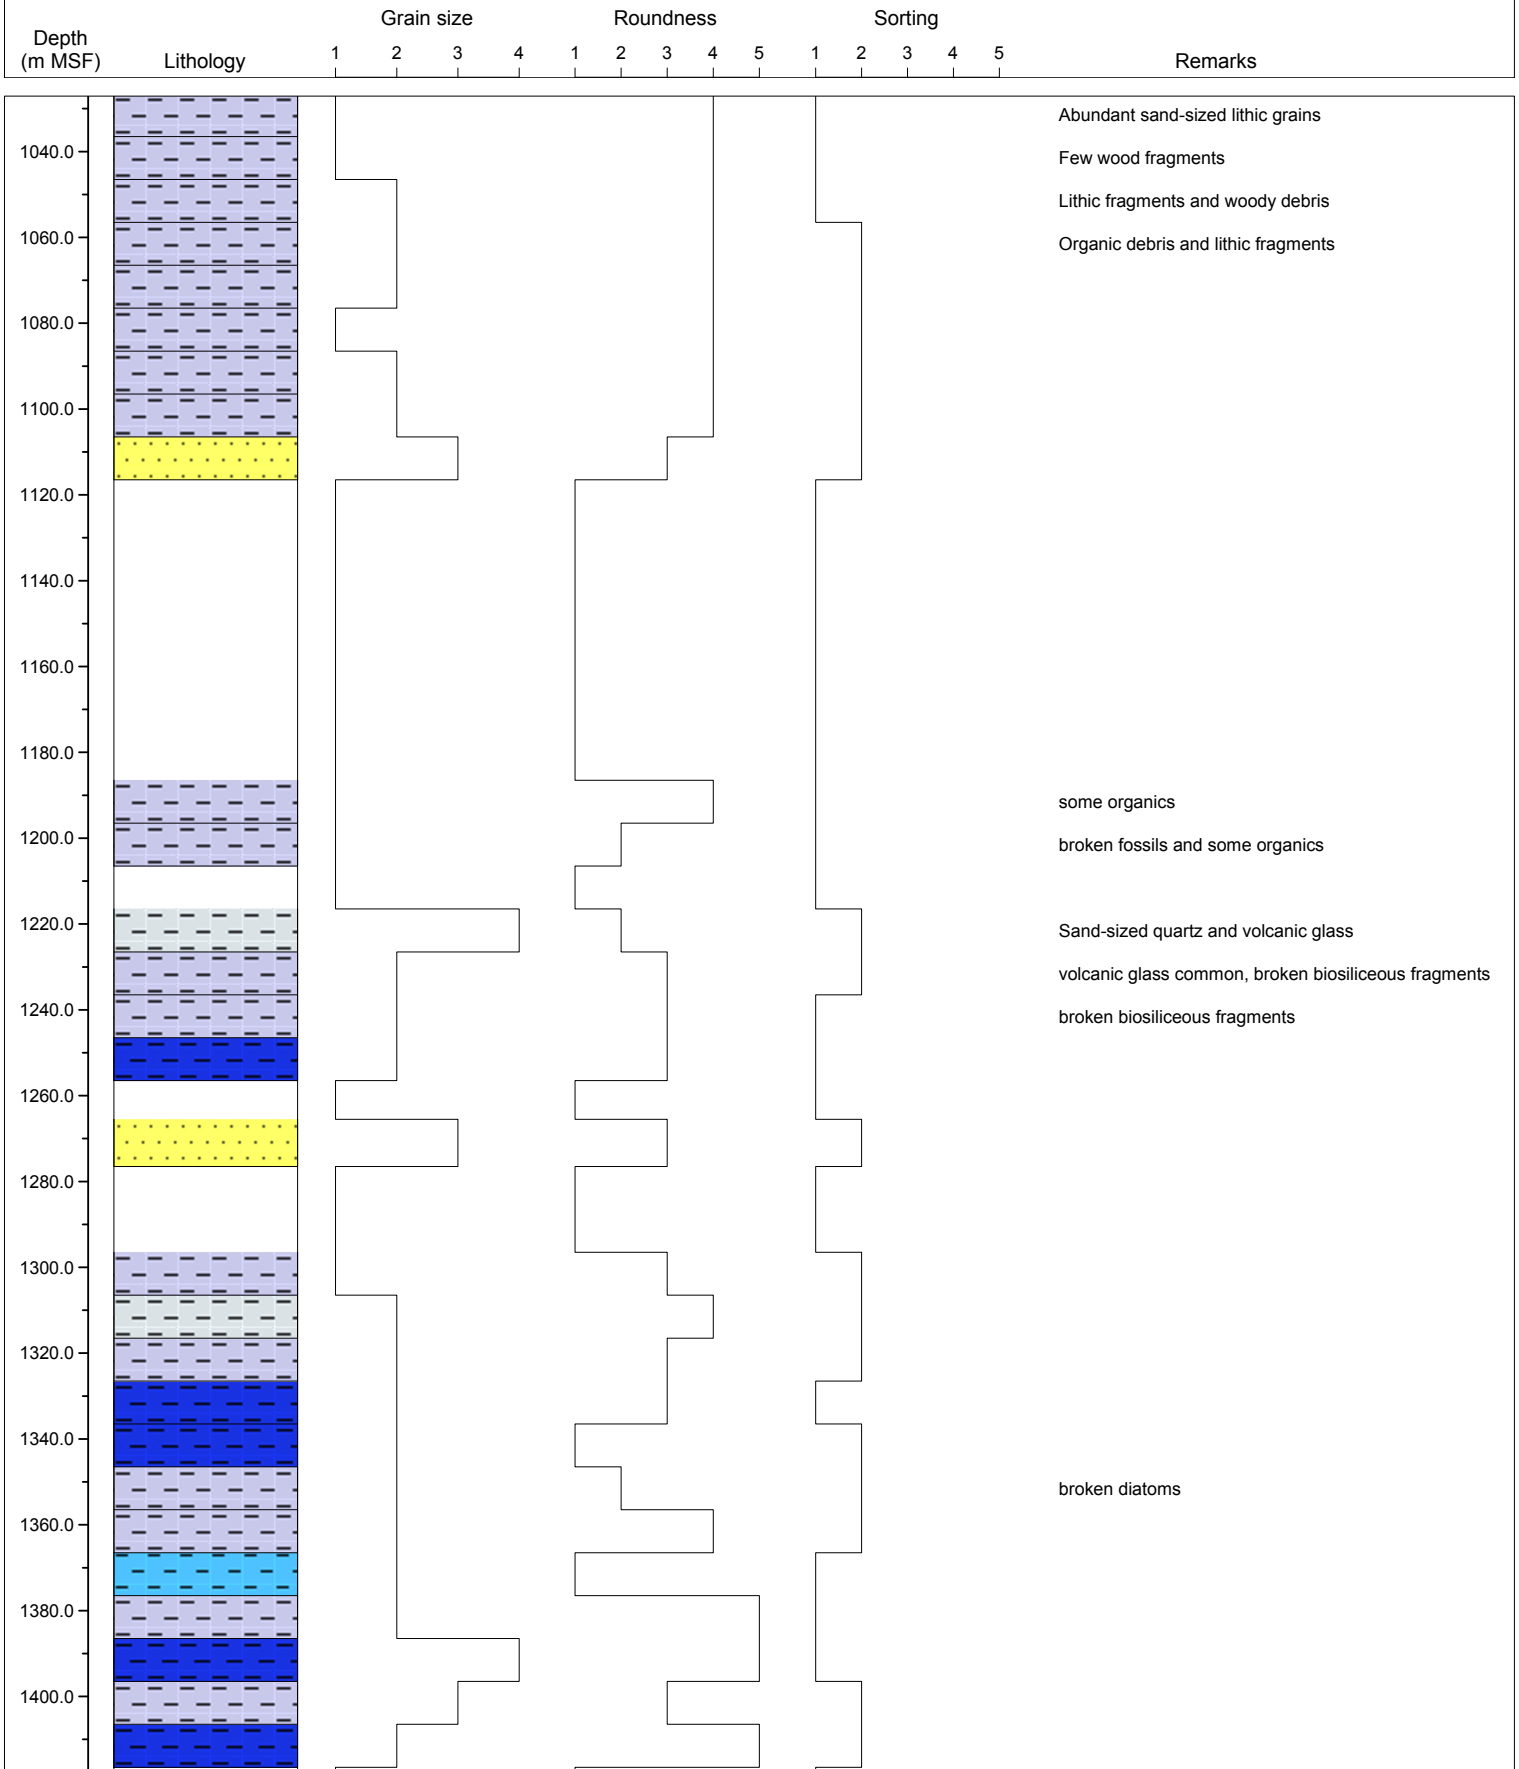 Grain size Roundness Sorting
Depth
(m MSF) Lithology 1 2 3 4 1 2 3 4 5 1 2 3 4 5 Remarks
Abundant sand-sized lithic grains
1040.0
Few wood fragments
Lithic fragments and woody debris
1060.0
Organic debris and lithic fragments
1080.0
1100.0
1120.0
1140.0
1160.0
1180.0
some organics
1200.0
broken fossils and some organics
1220.0
Sand-sized quartz and volcanic glass
volcanic glass common, broken biosiliceous fragments
1240.0
broken biosiliceous fragments
1260.0
1280.0
1300.0
1320.0
1340.0
broken diatoms
1360.0
1380.0
1400.0